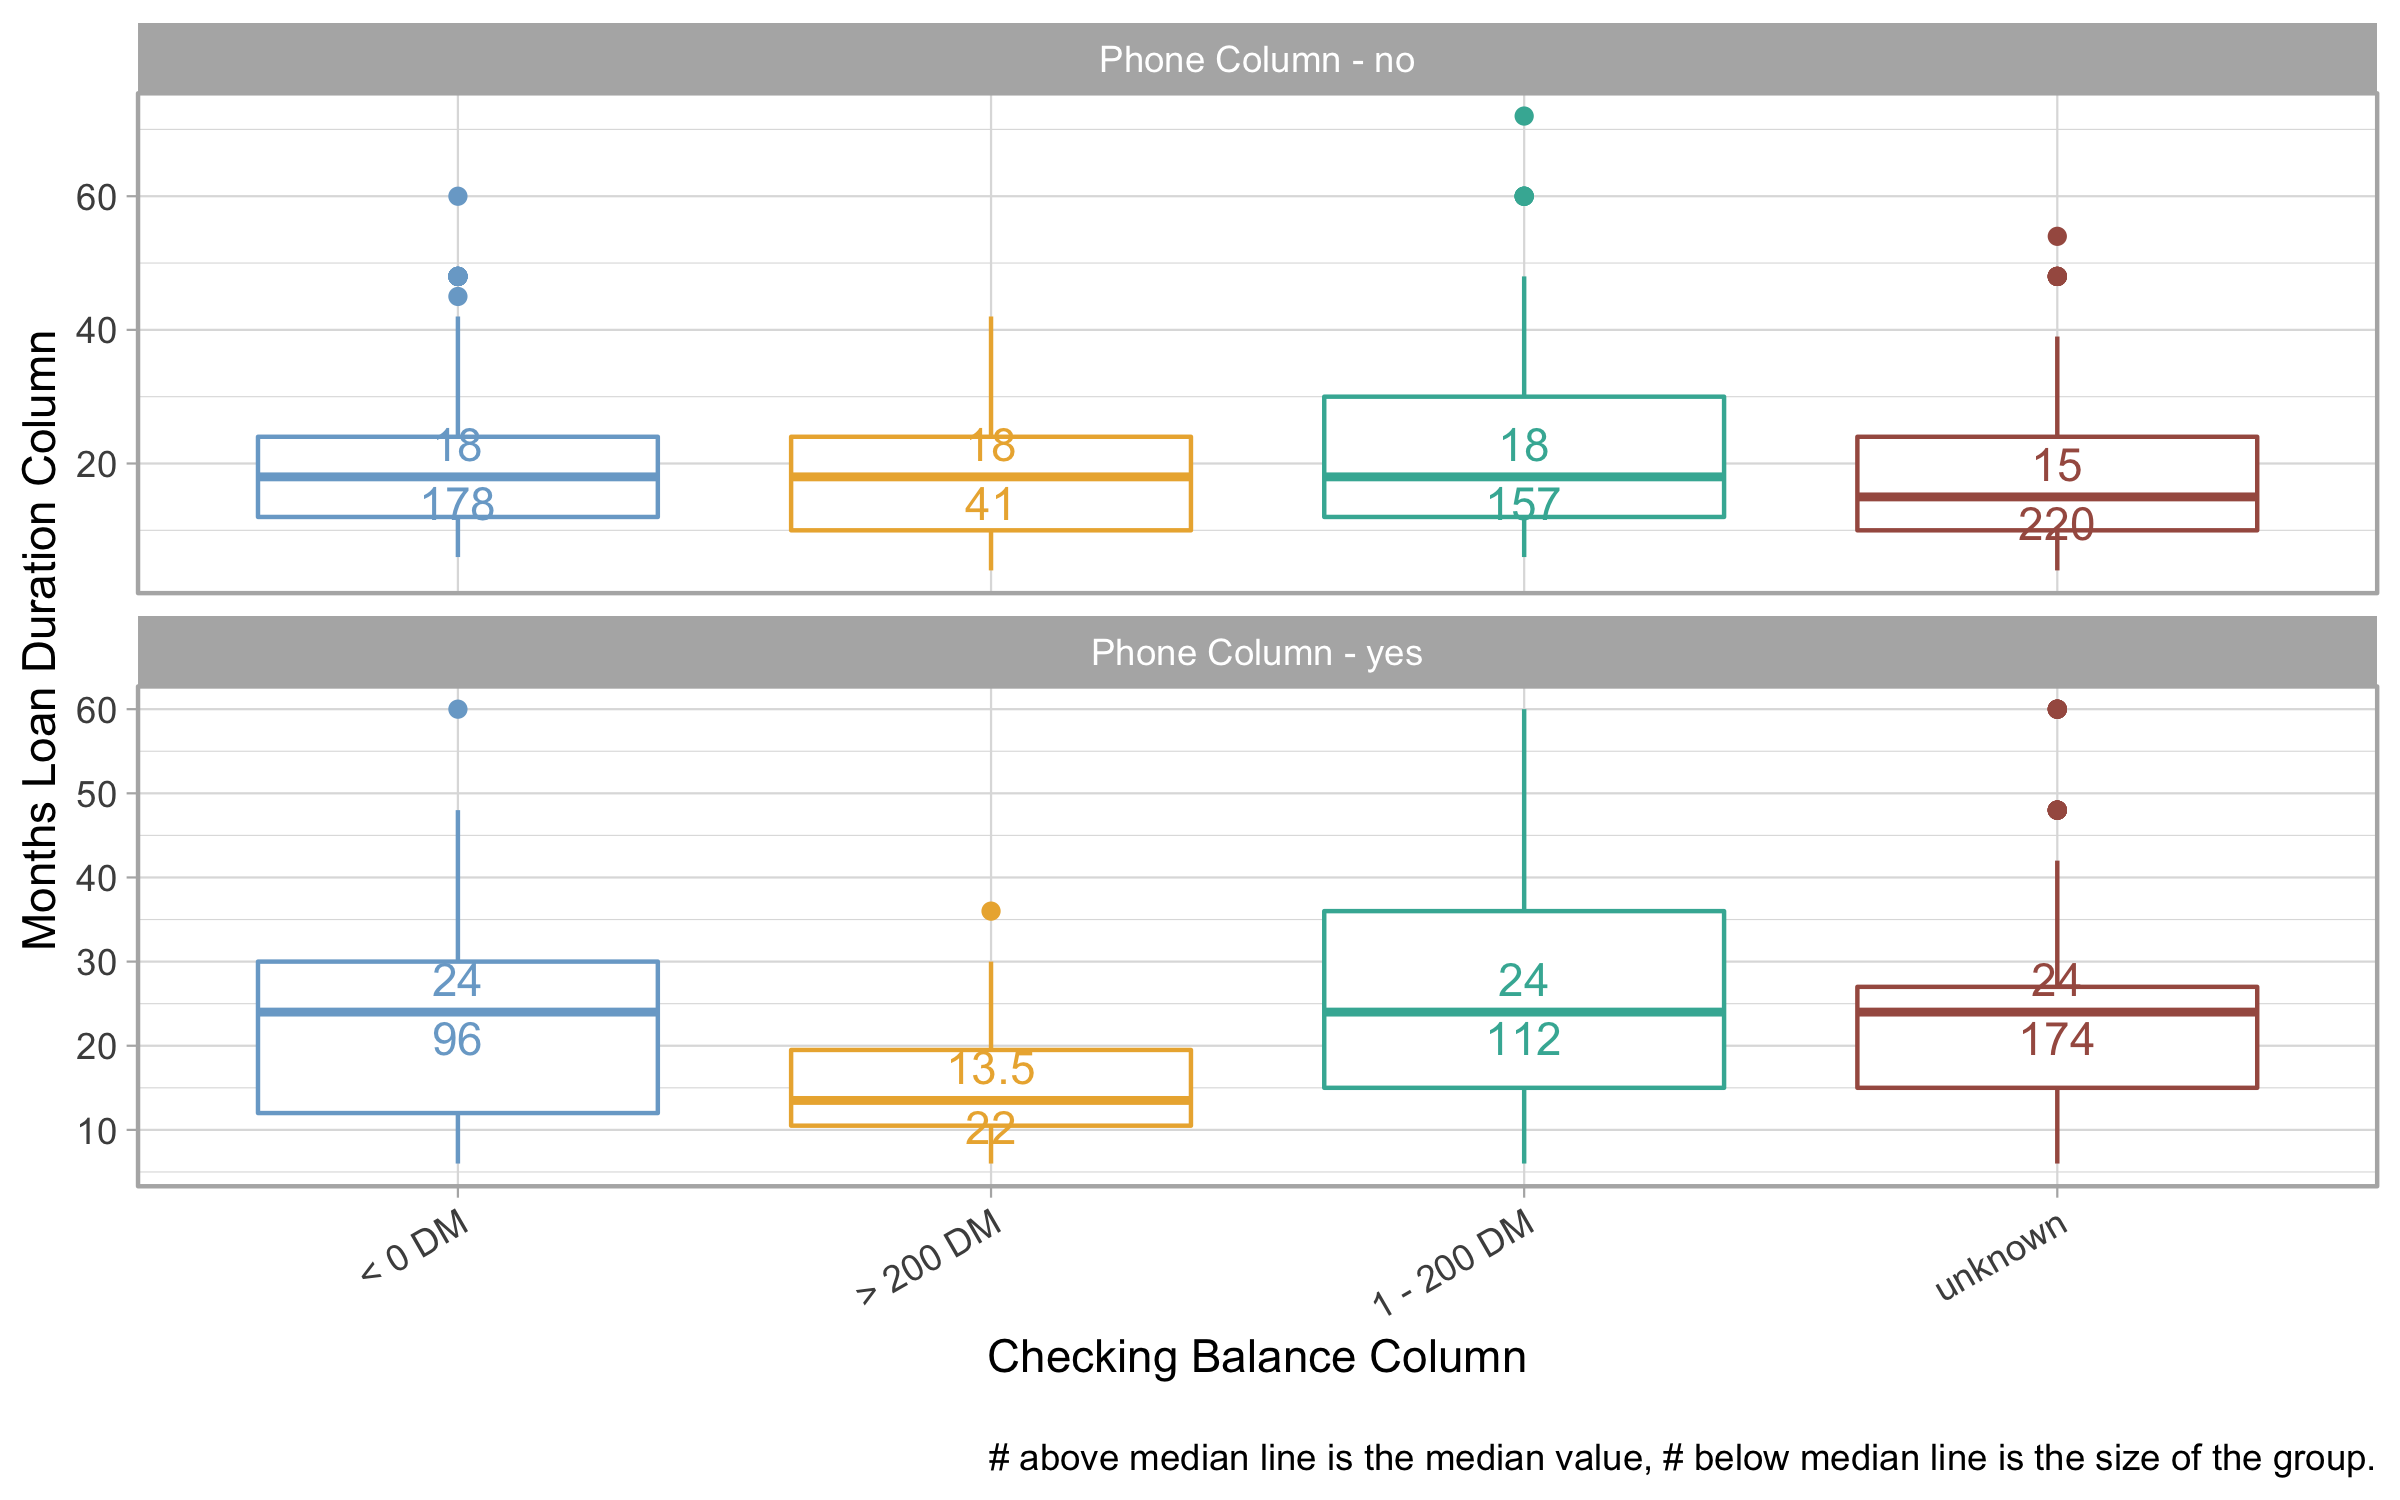 Phone Column - no
60
40
20
18
178
18
41
18
157
15
220
Months Loan Duration Column
Phone Column - yes
60
50
40
30
20
10
24
96
13.5
22
24
112
24
174
< 0 DM
> 200 DM
1 - 200 DM
unknown
Checking Balance Column
# above median line is the median value, # below median line is the size of the group.